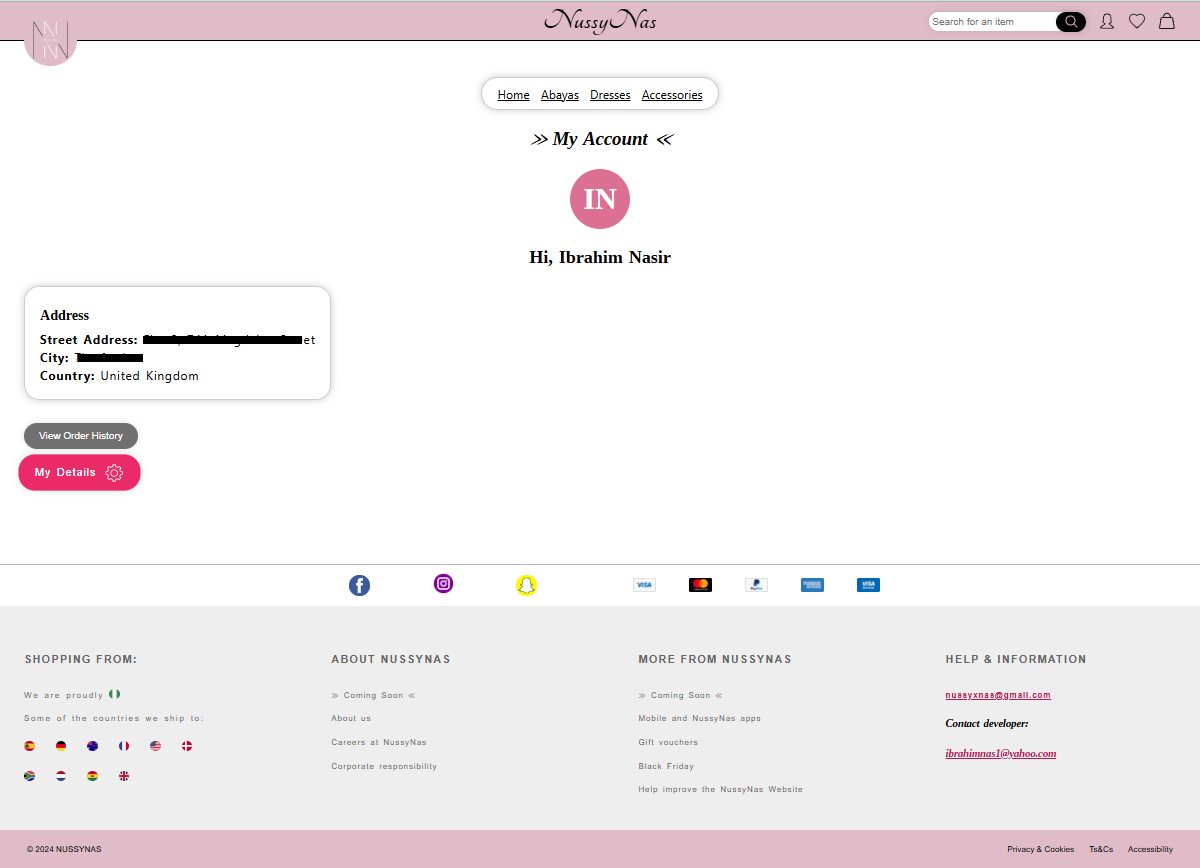 NussyNas
Search for an item
Home Abayas Dresses Accessories
≫ My Account ≪
IN
Hi, Ibrahim Nasir
Address
Street Address:
City:
Country: United Kingdom
View Order History
My Details
VISA VISA
SHOPPING FROM:
We are proudly
Some of the countries we ship to:
ABOUT NUSSYNAS
≫ Coming Soon ≪
About us
Careers at NussyNas
Corporate responsibility
MORE FROM NUSSYNAS
≫ Coming Soon ≪
Mobile and NussyNas apps
Gift vouchers
Black Friday
Help improve the NussyNas Website
HELP & INFORMATION
nussyxnas@gmail.com
Contact developer:
ibrahimnas1@yahoo.com
© 2024 NUSSYNAS
Privacy & Cookies Ts&Cs Accessibility